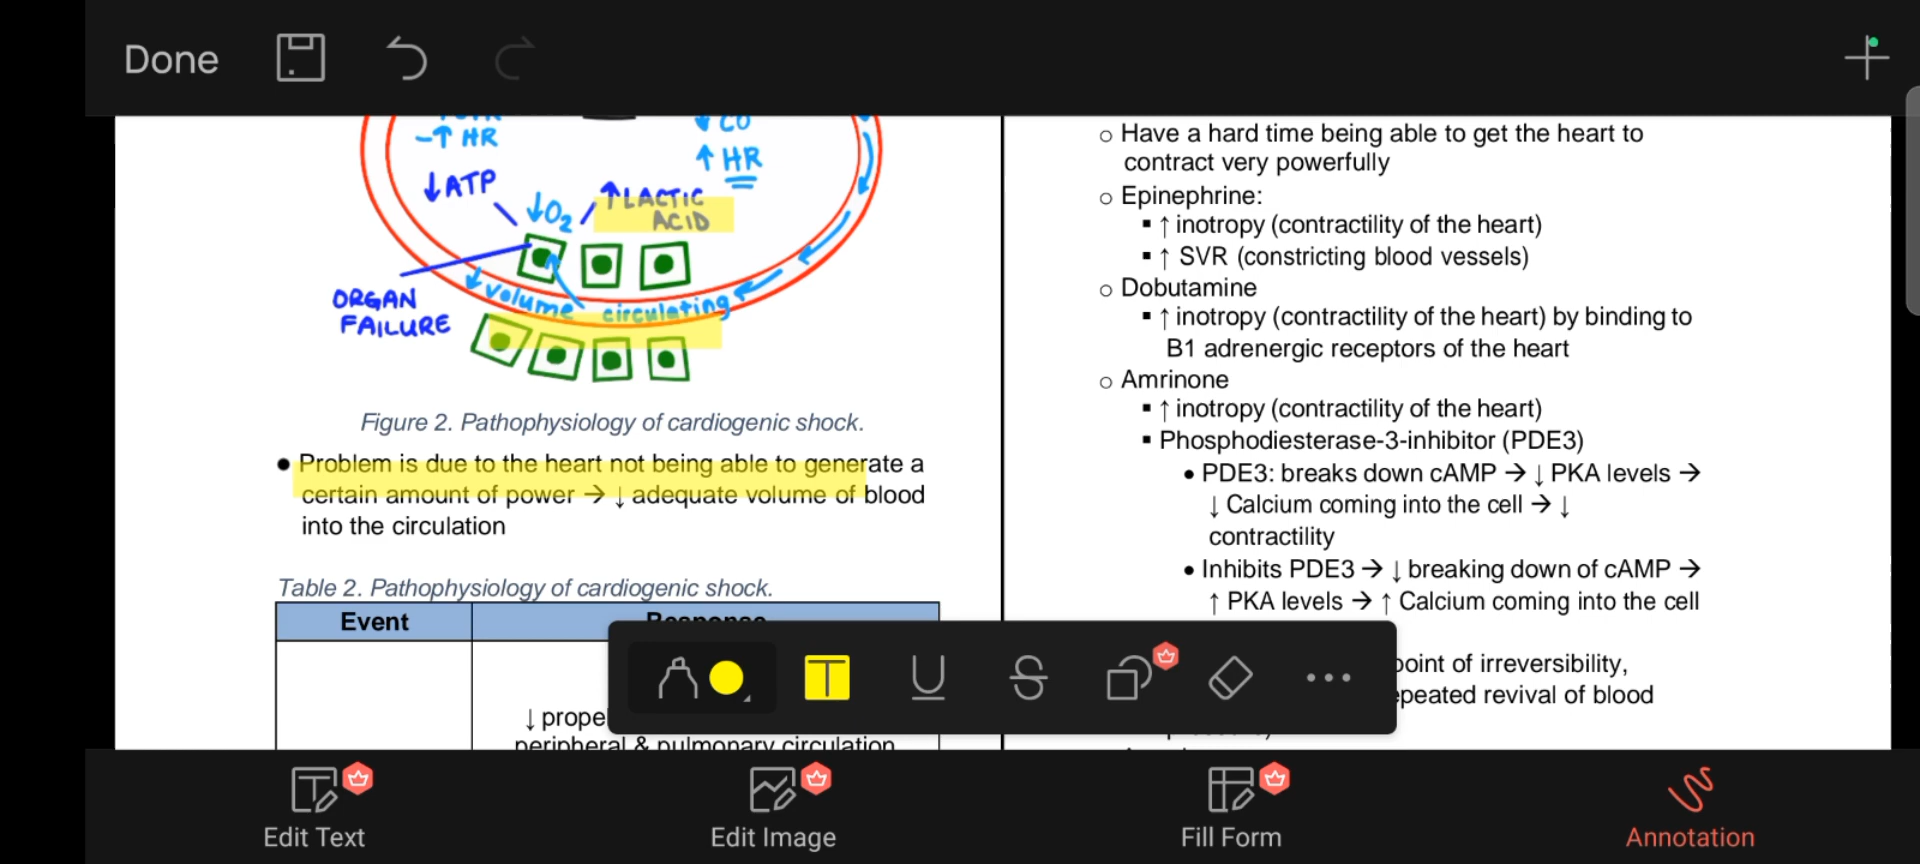 Done
↑ HR
↓ CO
↑ HR
↓ATP
↓O2
↑LACTIC
ACID
ORGAN
FAILURE
↓ volume circulating
Figure 2. Pathophysiology of cardiogenic shock.
● Problem is due to the heart not being able to generate a
certain amount of power → ↓ adequate volume of blood
into the circulation
Table 2. Pathophysiology of cardiogenic shock.
Event Response
↓ prope
peripheral & pulmonary circulation
○ Have a hard time being able to get the heart to
contract very powerfully
○ Epinephrine:
▪ ↑ inotropy (contractility of the heart)
▪ ↑ SVR (constricting blood vessels)
○ Dobutamine
▪ ↑ inotropy (contractility of the heart) by binding to
B1 adrenergic receptors of the heart
○ Amrinone
▪ ↑ inotropy (contractility of the heart)
▪ Phosphodiesterase-3-inhibitor (PDE3)
• PDE3: breaks down cAMP → ↓ PKA levels →
↓ Calcium coming into the cell → ↓
contractility
• Inhibits PDE3 → ↓ breaking down of cAMP →
↑ PKA levels → ↑ Calcium coming into the cell
point of irreversibility,
epeated revival of blood
Edit Text
Edit Image
Fill Form
Annotation